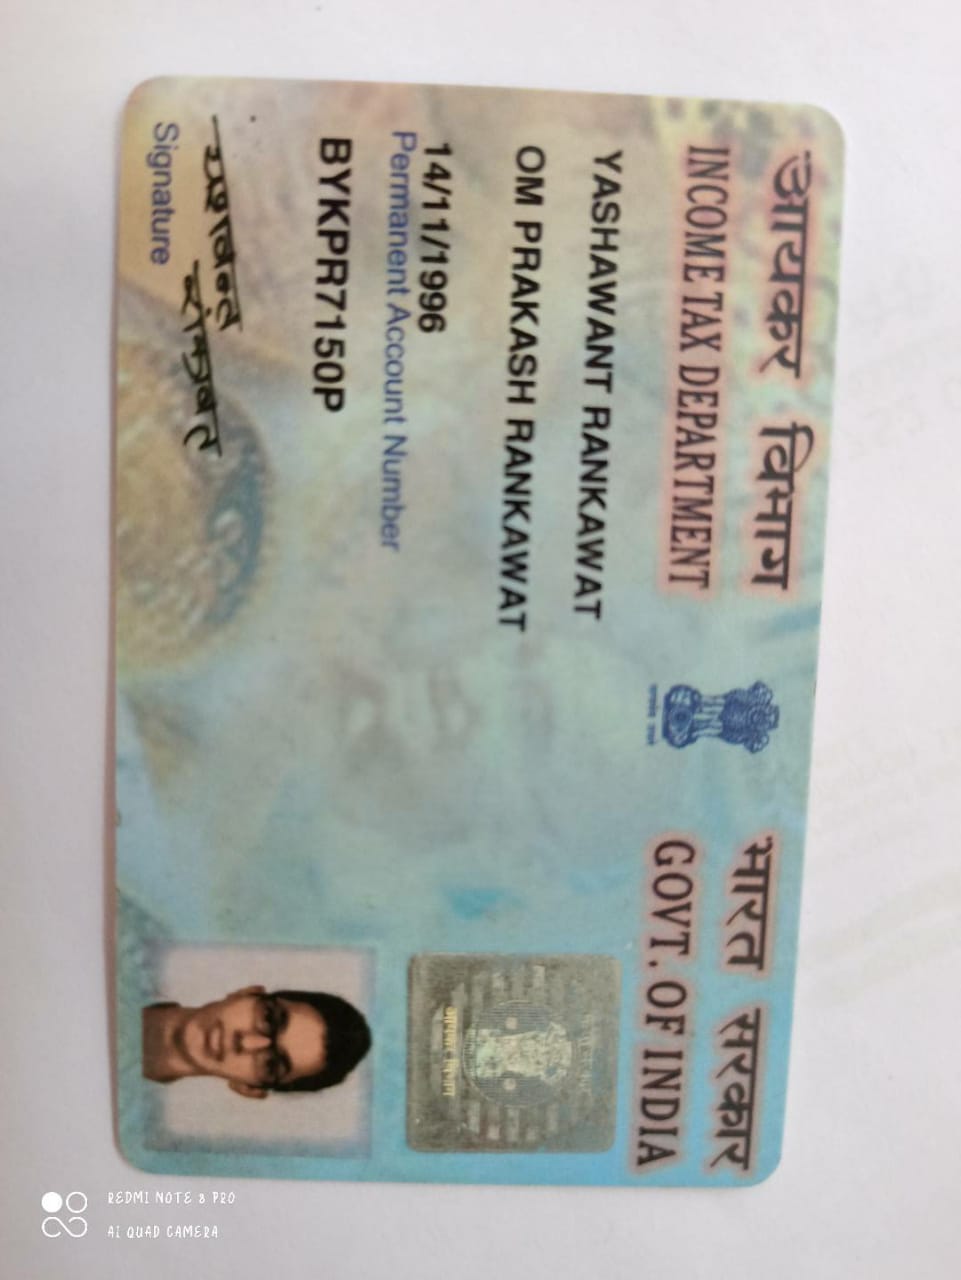 आयकर विभाग
INCOME TAX DEPARTMENT
भारत सरकार
GOVT. OF INDIA
YASHAWANT RANKAWAT
OM PRAKASH RANKAWAT
14/11/1996
Permanent Account Number
BYKPR7150P
यशवन्त रांकावत
Signature
REDMI NOTE 8 PRO
AI QUAD CAMERA